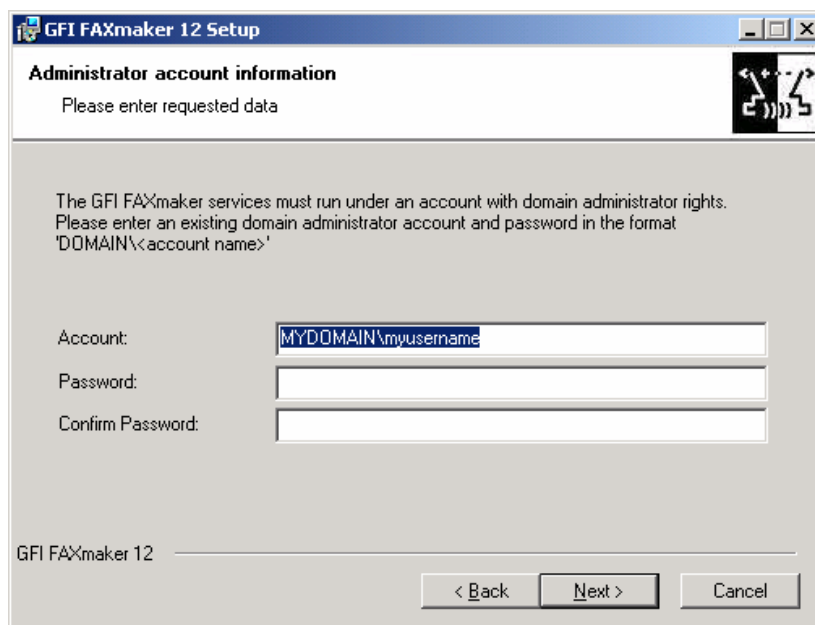 GFI FAXmaker 12 Setup
Administrator account information
Please enter requested data
The GFI FAXmaker services must run under an account with domain administrator rights.
Please enter an existing domain administrator account and password in the format
'DOMAIN\<account name>'
Account:
MYDOMAIN\myusername
Password:
Confirm Password:
GFI FAXmaker 12
< Back
Next >
Cancel